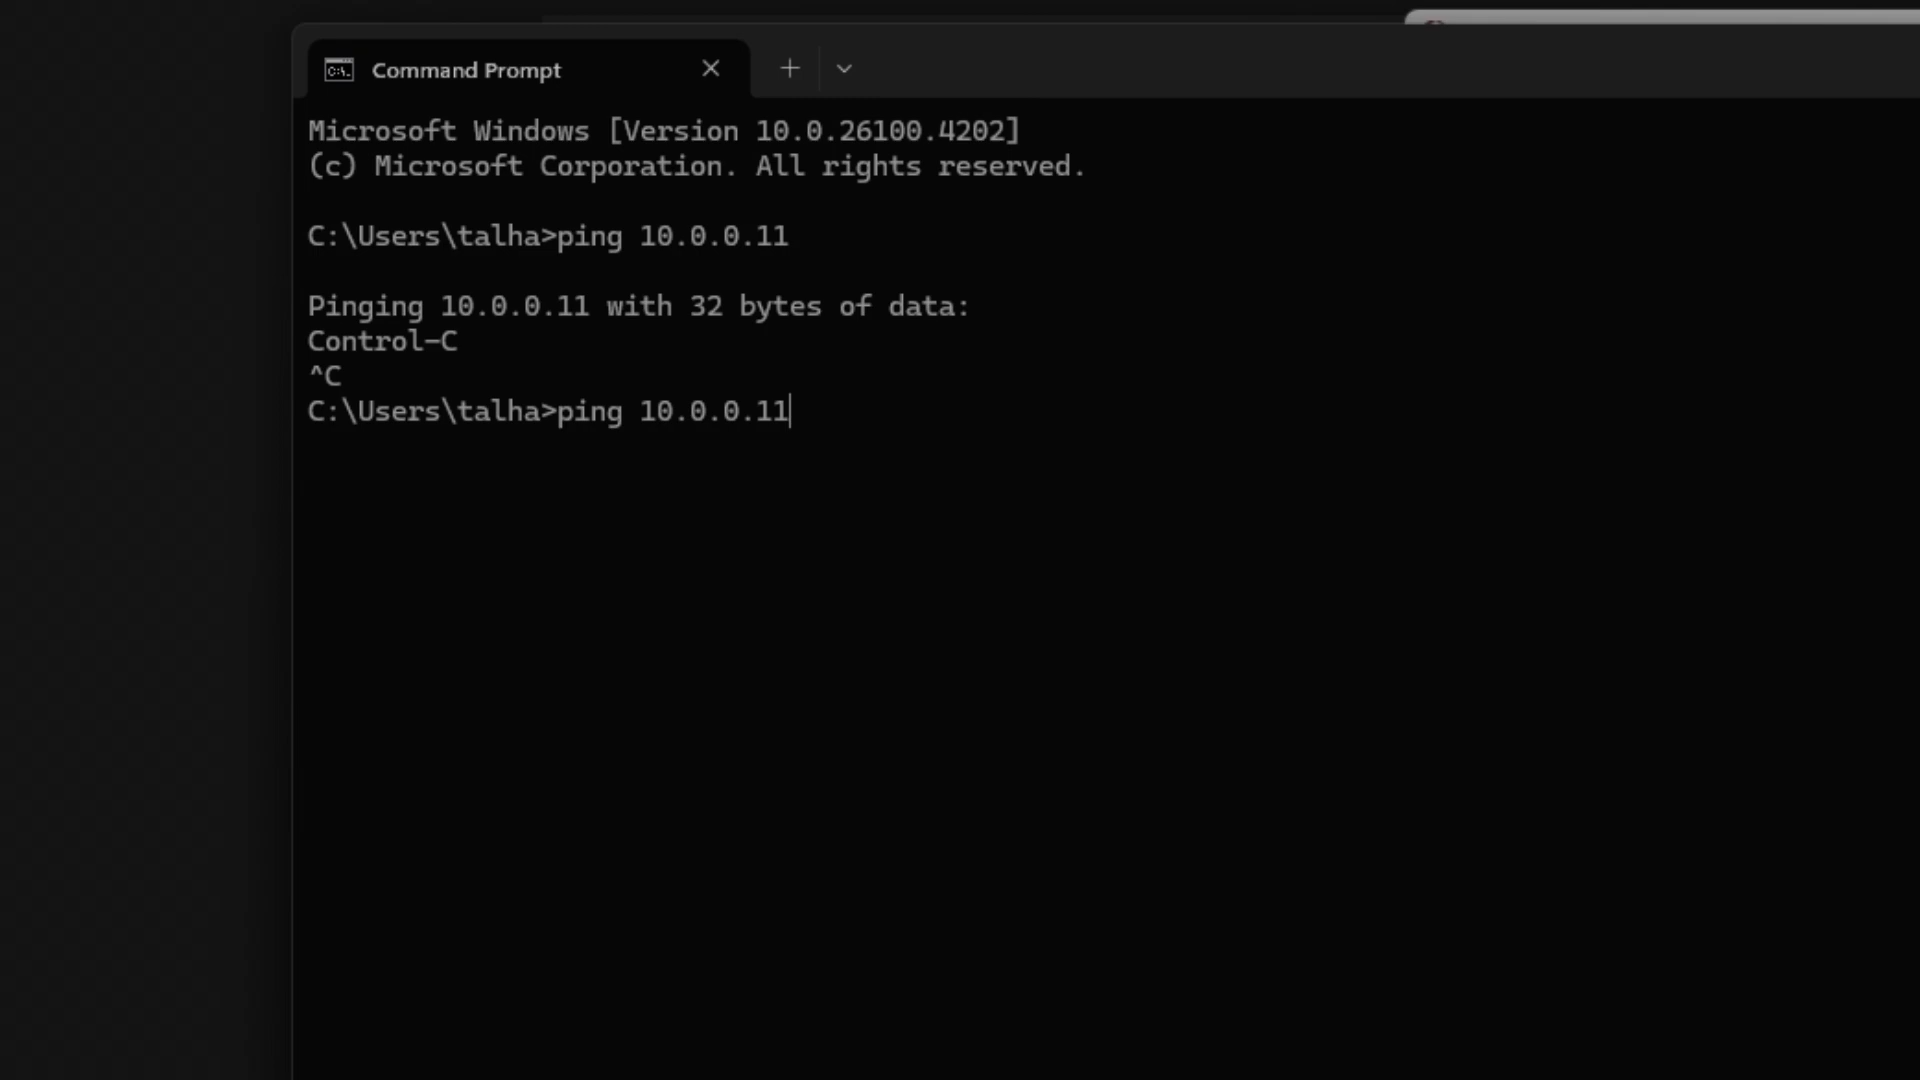 Command Prompt
Microsoft Windows [Version 10.0.26100.4202]
(c) Microsoft Corporation. All rights reserved.
C:\Users\talha>ping 10.0.0.11
Pinging 10.0.0.11 with 32 bytes of data:
Control-C
^C
C:\Users\talha>ping 10.0.0.11